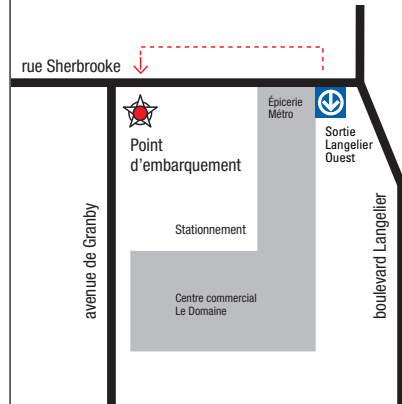 rue Sherbrooke
Épicerie
Métro
Sortie
Langelier
Ouest
Point
d'embarquement
Stationnement
avenue de Granby
boulevard Langelier
Centre commercial
Le Domaine